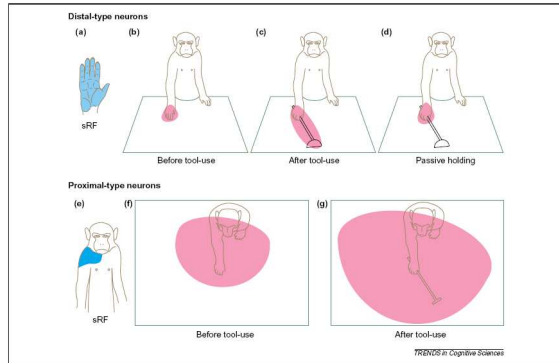 Distal-type neurons
(a) (b) (c) (d)
sRF
Before tool-use After tool-use Passive holding
Proximal-type neurons
(e) (f) (g)
sRF
Before tool-use After tool-use
TRENDS in Cognitive Sciences